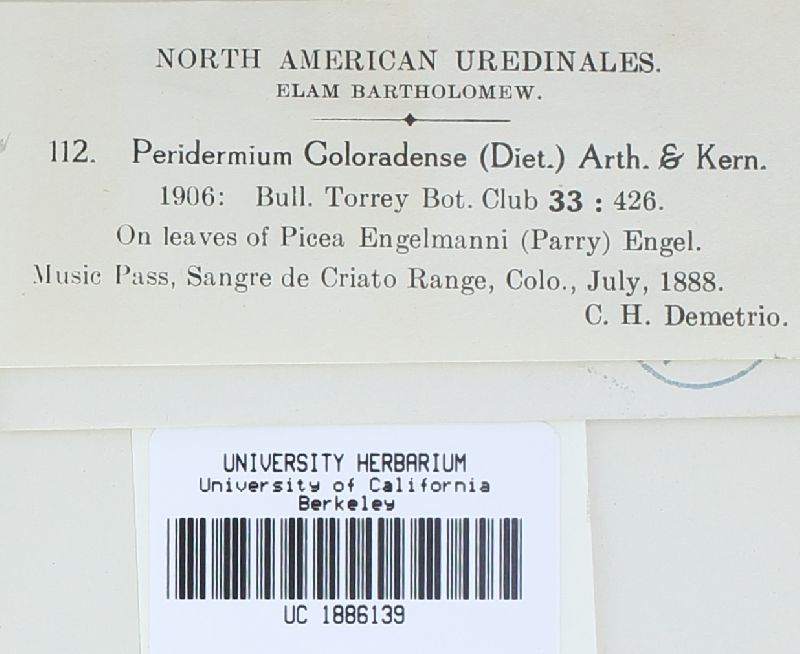 NORTH AMERICAN UREDINALES.
ELAM BARTHOLOMEW.
112. Peridermium Coloradense (Diet.) Arth. & Kern.
1906: Bull. Torrey Bot. Club 33 : 426.
On leaves of Picea Engelmanni (Parry) Engel.
Music Pass, Sangre de Criato Range, Colo., July, 1888.
C. H. Demetrio.
UNIVERSITY HERBARIUM
University of California
Berkeley
UC 1886139